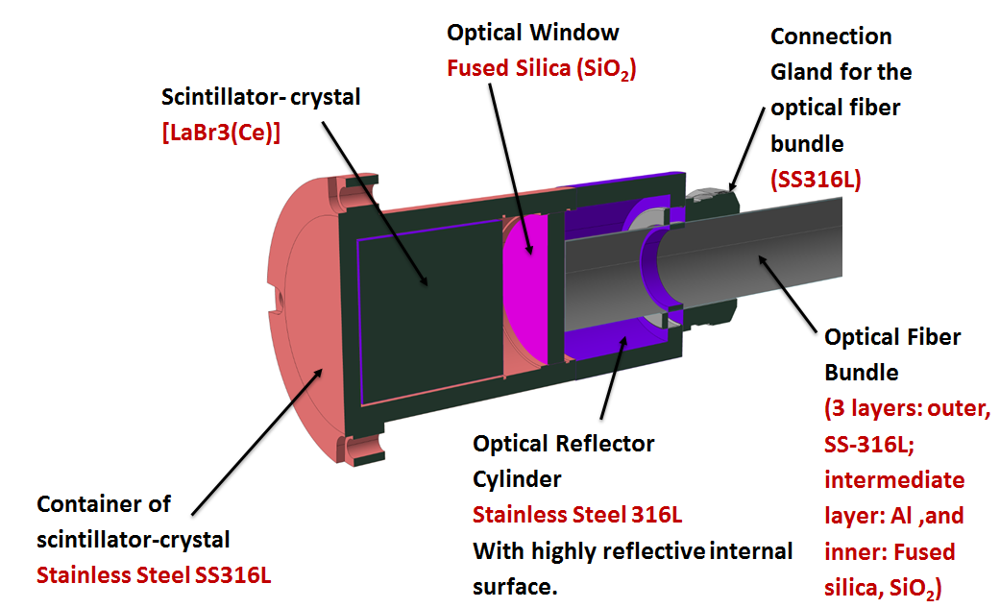 Optical Window
Fused Silica (SiO₂)
Connection
Gland for the
optical fiber
bundle
(SS316L)
Scintillator- crystal
[LaBr3(Ce)]
Optical Fiber
Bundle
(3 layers: outer,
SS-316L;
intermediate
layer: Al ,and
inner: Fused
silica, SiO₂)
Optical Reflector
Cylinder
Stainless Steel 316L
With highly reflective internal
surface.
Container of
scintillator-crystal
Stainless Steel SS316L